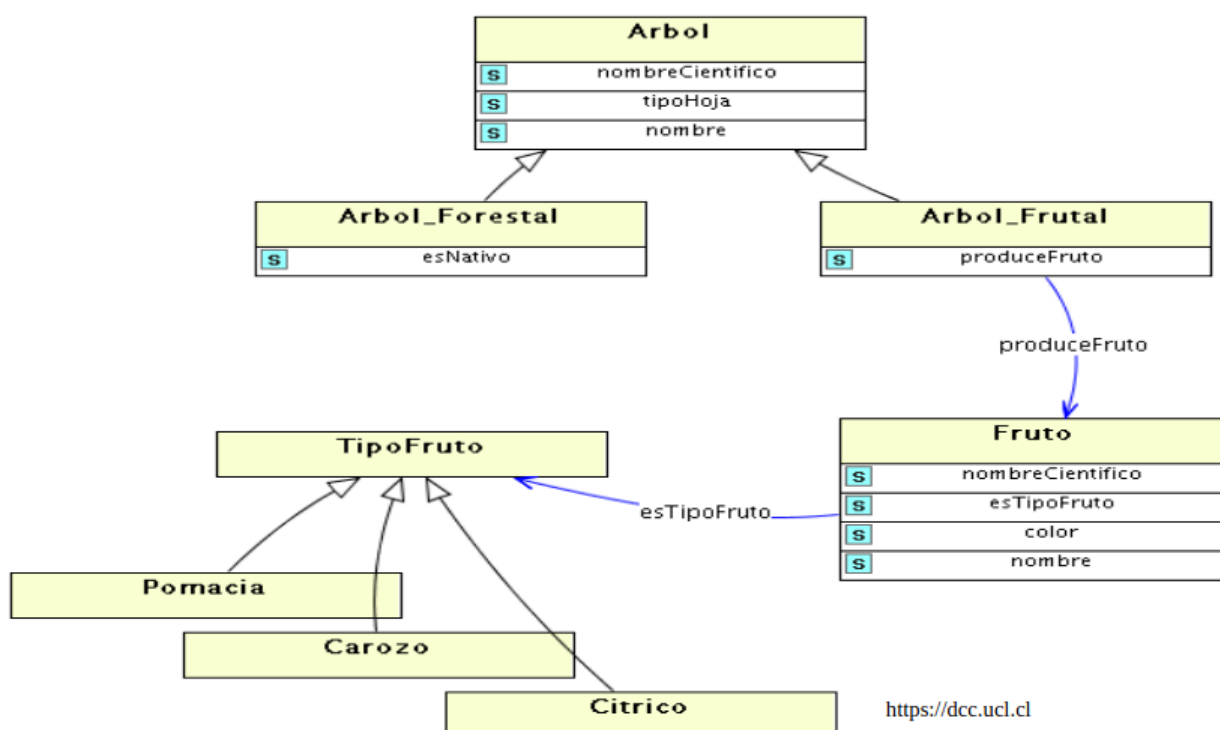 Arbol
S nombreCientifico
S tipoHoja
S nombre
Arbol_Forestal
S esNativo
Arbol_Frutal
S produceFruto
produceFruto
Fruto
S nombreCientifico
S esTipoFruto
S color
S nombre
TipoFruto
esTipoFruto
Pomacia
Carozo
Citrico
https://dcc.ucl.cl